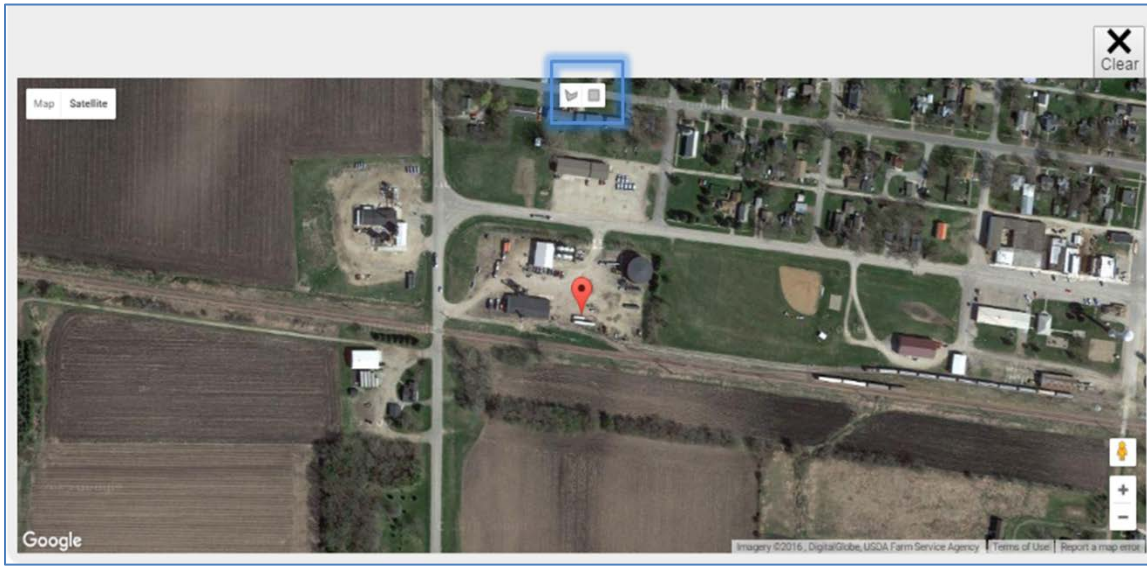 Clear
Map Satellite
+
−
Google
Imagery ©2016 , DigitalGlobe, USDA Farm Service Agency
Terms of Use
Report a map error